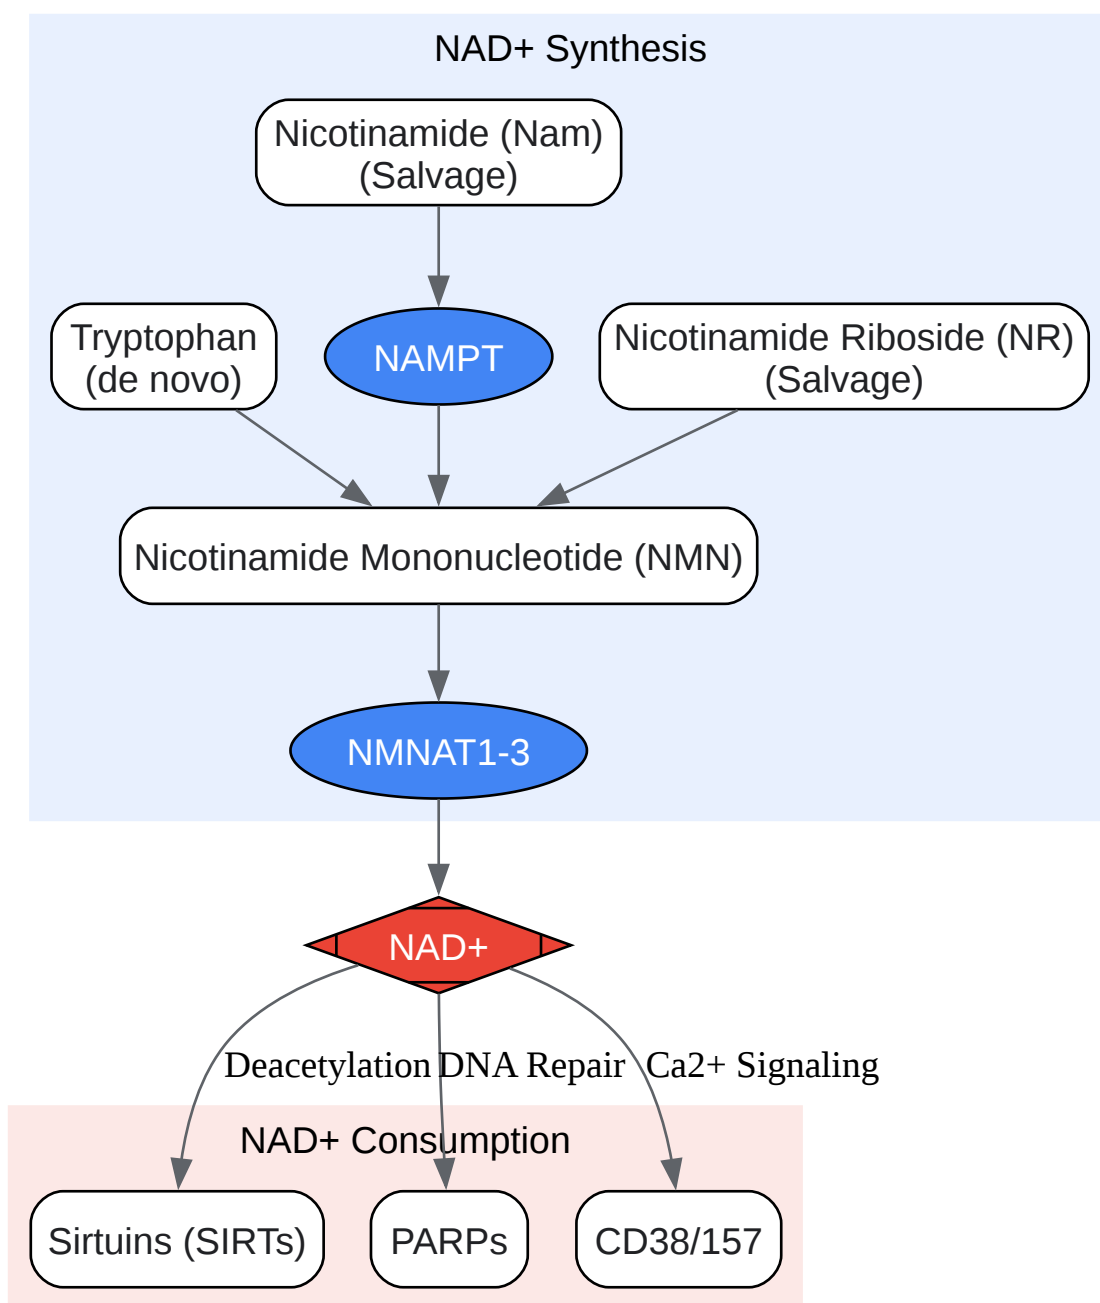 NAD+ Synthesis
Nicotinamide (Nam)
(Salvage)
Tryptophan
(de novo)
NAMPT
Nicotinamide Riboside (NR)
(Salvage)
Nicotinamide Mononucleotide (NMN)
NMNAT1-3
NAD+
Deacetylation
DNA Repair
Ca2+ Signaling
NAD+ Consumption
Sirtuins (SIRTs)
PARPs
CD38/157